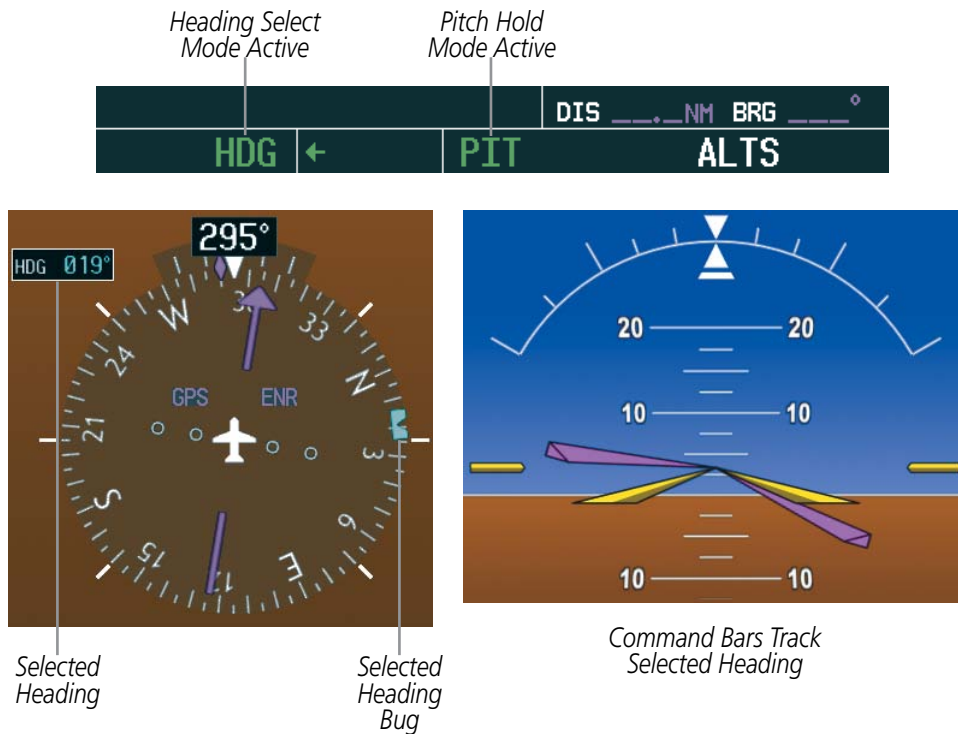 Heading Select
Mode Active
Pitch Hold
Mode Active
DIS __._NM BRG ___°
HDG ← PIT ALTS
295°
HDG 019°
GPS ENR
N
3
6
E
12
15
S
21
24
W
30
33
20 20
10 10
10 10
Selected
Heading
Selected
Heading
Bug
Command Bars Track
Selected Heading